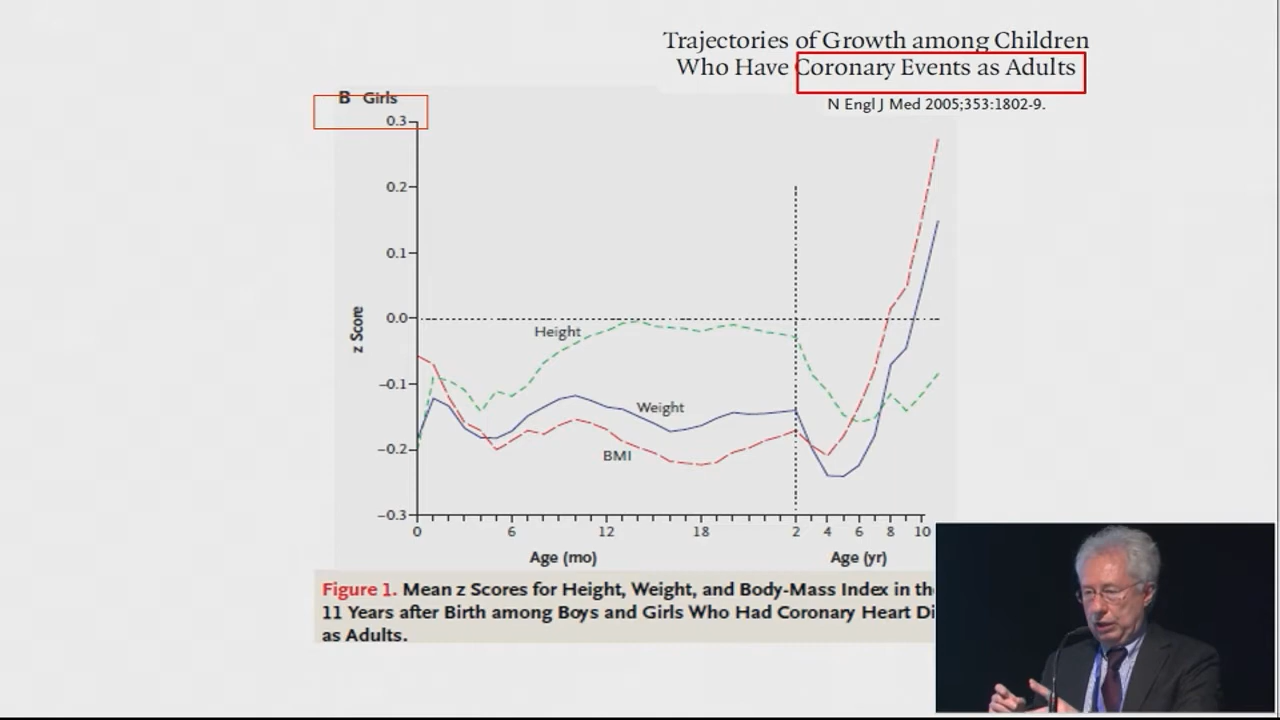 Trajectories of Growth among Children
Who Have Coronary Events as Adults
N Engl J Med 2005;353:1802-9.
B Girls
0.3
0.2
0.1
0.0
−0.1
−0.2
−0.3
z Score
Height
Weight
BMI
0 6 12 18 2 4 6 8 10
Age (mo) Age (yr)
Figure 1. Mean z Scores for Height, Weight, and Body-Mass Index in th
11 Years after Birth among Boys and Girls Who Had Coronary Heart Di
as Adults.